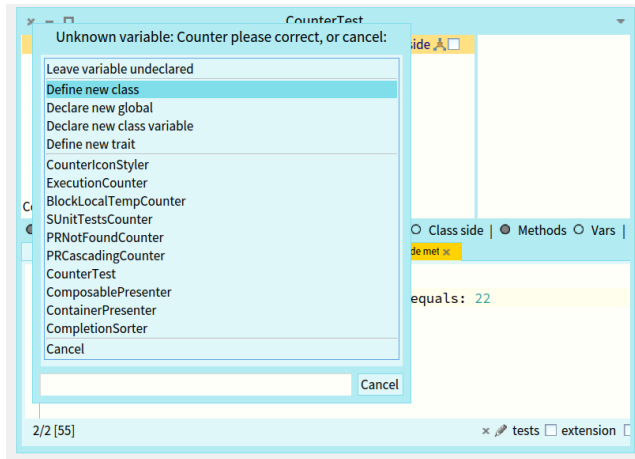 CounterTest
Unknown variable: Counter please correct, or cancel:
side
Leave variable undeclared
Define new class
Declare new global
Declare new class variable
Define new trait
CounterIconStyler
ExecutionCounter
BlockLocalTempCounter
SUnitTestsCounter
PRNotFoundCounter
PRCascadingCounter
CounterTest
ComposablePresenter
ContainerPresenter
CompletionSorter
Cancel
Class side | Methods Vars |
de met ×
equals: 22
Cancel
2/2 [55] × tests extension